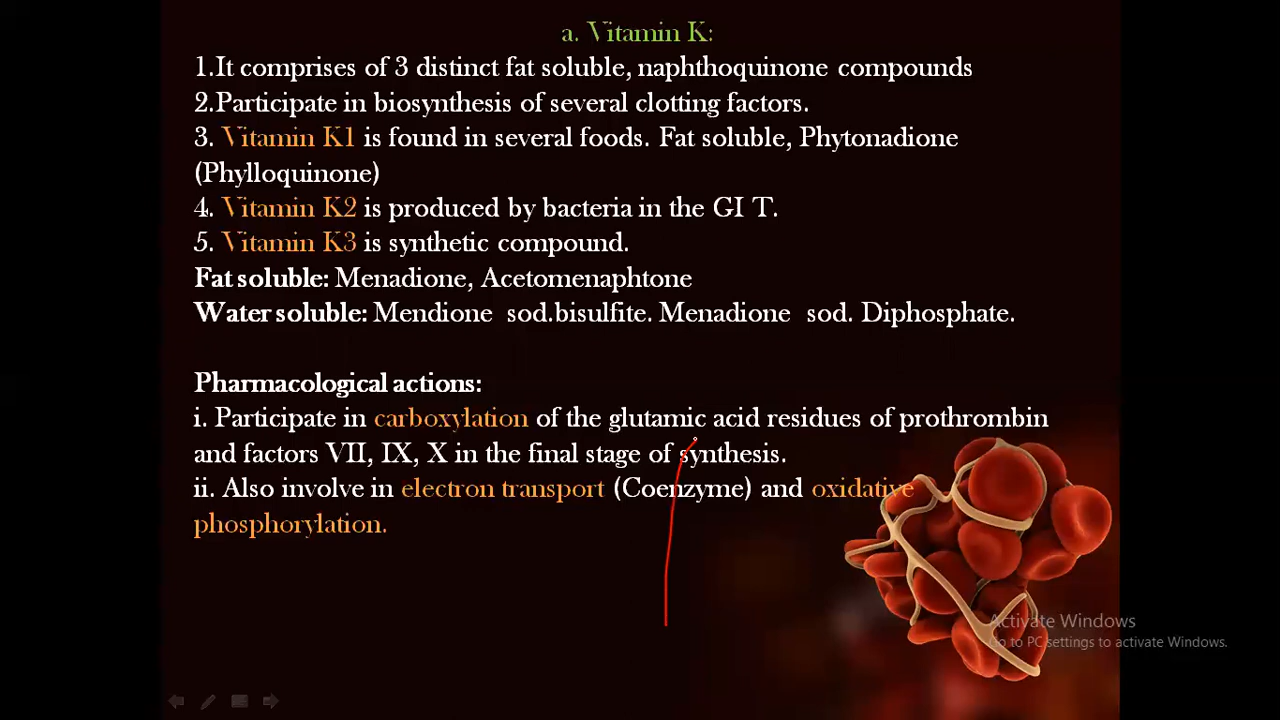 a. Vitamin K:
1.It comprises of 3 distinct fat soluble, naphthoquinone compounds
2.Participate in biosynthesis of several clotting factors.
3. Vitamin K1 is found in several foods. Fat soluble, Phytonadione
(Phylloquinone)
4. Vitamin K2 is produced by bacteria in the GI T.
5. Vitamin K3 is synthetic compound.
Fat soluble: Menadione, Acetomenaphtone
Water soluble: Mendione sod.bisulfite. Menadione sod. Diphosphate.
Pharmacological actions:
i. Participate in carboxylation of the glutamic acid residues of prothrombin
and factors VII, IX, X in the final stage of synthesis.
ii. Also involve in electron transport (Coenzyme) and oxidative
phosphorylation.
Activate Windows
Go to PC settings to activate Windows.